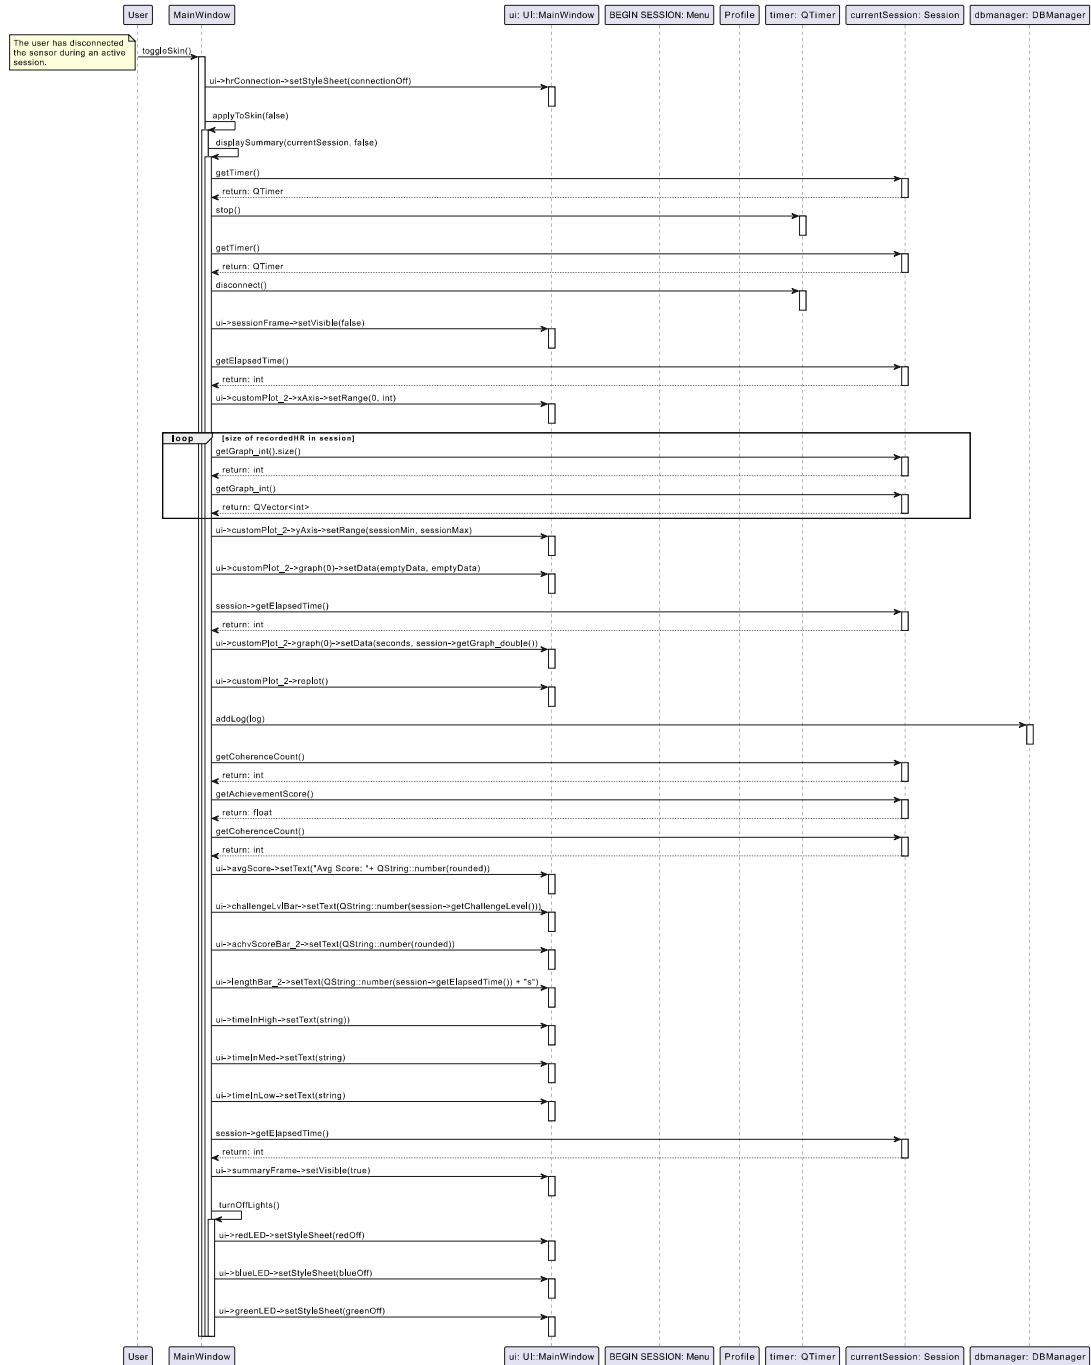 User
MainWindow
ui: UI::MainWindow
BEGIN SESSION: Menu
Profile
timer: QTimer
currentSession: Session
dbmanager: DBManager
The user has disconnected
the sensor during an active
session.
toggleSkin()
ui->hrConnection->setStyleSheet(connectionOff)
applyToSkin(false)
displaySummary(currentSession, false)
getTimer()
return: QTimer
stop()
getTimer()
return: QTimer
disconnect()
ui->sessionFrame->setVisible(false)
getElapsedTime()
return: int
ui->customPlot_2->xAxis->setRange(0, int)
loop
[size of recordedHR in session]
getGraph_int().size()
return: int
getGraph_int()
return: QVector<int>
ui->customPlot_2->yAxis->setRange(sessionMin, sessionMax)
ui->customPlot_2->graph(0)->setData(emptyData, emptyData)
session->getElapsedTime()
return: int
ui->customPlot_2->graph(0)->setData(seconds, session->getGraph_double())
ui->customPlot_2->replot()
addLog(log)
getCoherenceCount()
return: int
getAchievementScore()
return: float
getCoherenceCount()
return: int
ui->avgScore->setText("Avg Score: "+ QString::number(rounded))
ui->challengeLvlBar->setText(QString::number(session->getChallengeLevel()))
ui->achvScoreBar_2->setText(QString::number(rounded))
ui->lengthBar_2->setText(QString::number(session->getElapsedTime()) + "s")
ui->timeInHigh->setText(string))
ui->timeInMed->setText(string)
ui->timeInLow->setText(string)
session->getElapsedTime()
return: int
ui->summaryFrame->setVisible(true)
turnOffLights()
ui->redLED->setStyleSheet(redOff)
ui->blueLED->setStyleSheet(blueOff)
ui->greenLED->setStyleSheet(greenOff)
User
MainWindow
ui: UI::MainWindow
BEGIN SESSION: Menu
Profile
timer: QTimer
currentSession: Session
dbmanager: DBManager